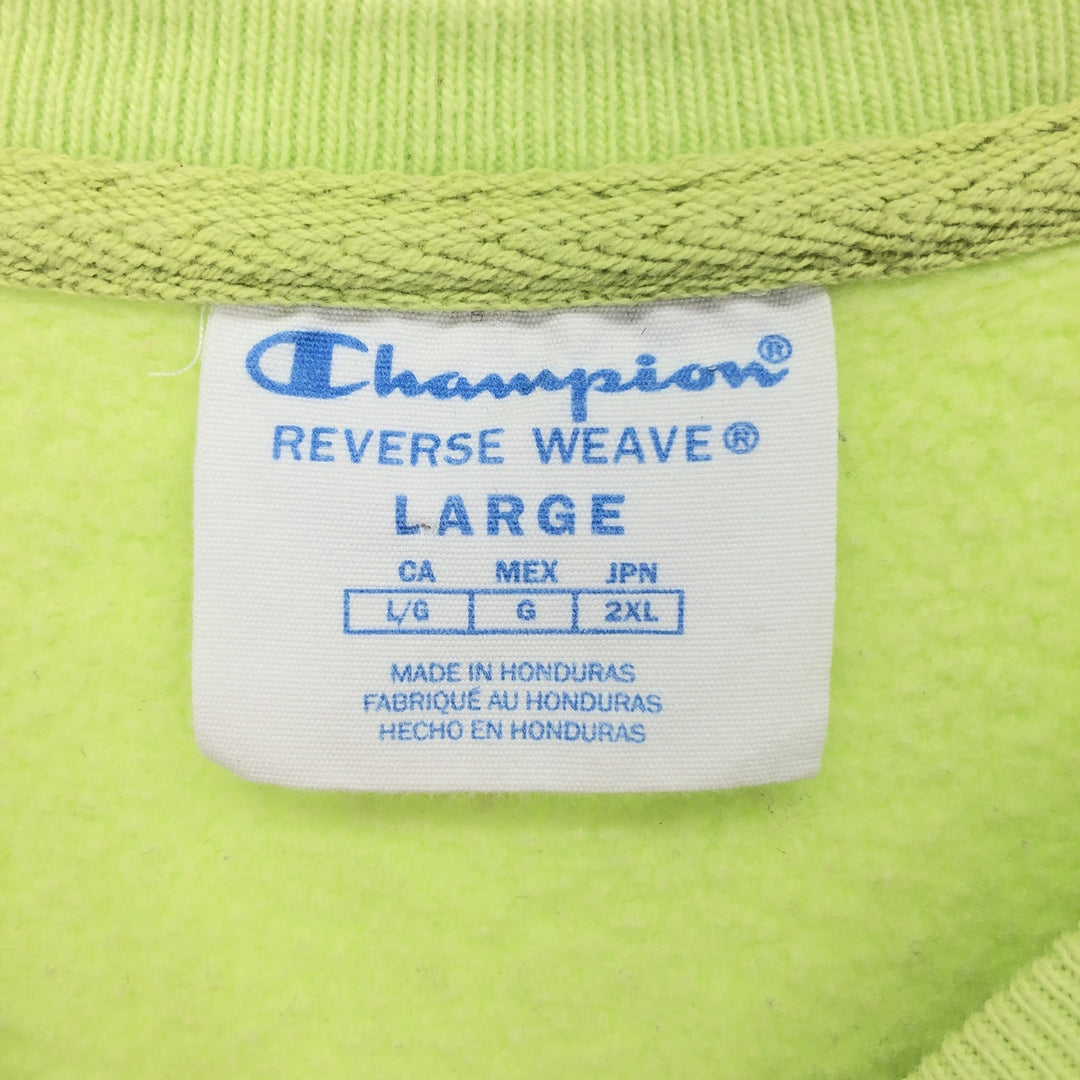 Champion®
REVERSE WEAVE®
LARGE
CA MEX JPN
L/G G 2XL
MADE IN HONDURAS
FABRIQUÉ AU HONDURAS
HECHO EN HONDURAS